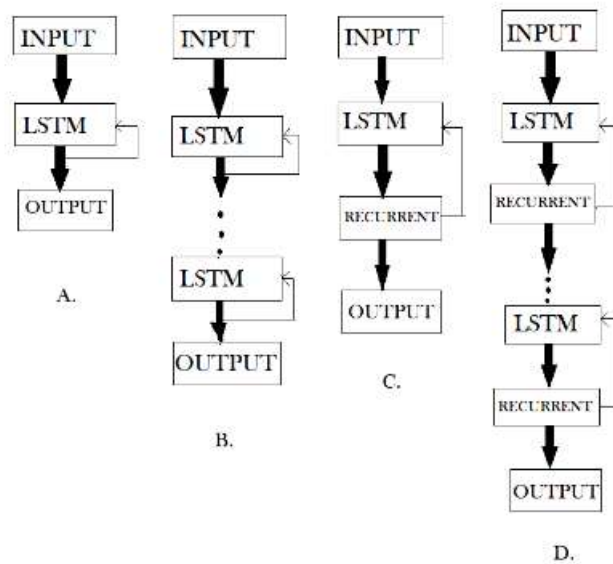 INPUT
LSTM
OUTPUT
A.
INPUT
LSTM
LSTM
OUTPUT
B.
INPUT
LSTM
RECURRENT
OUTPUT
C.
INPUT
LSTM
RECURRENT
LSTM
RECURRENT
OUTPUT
D.